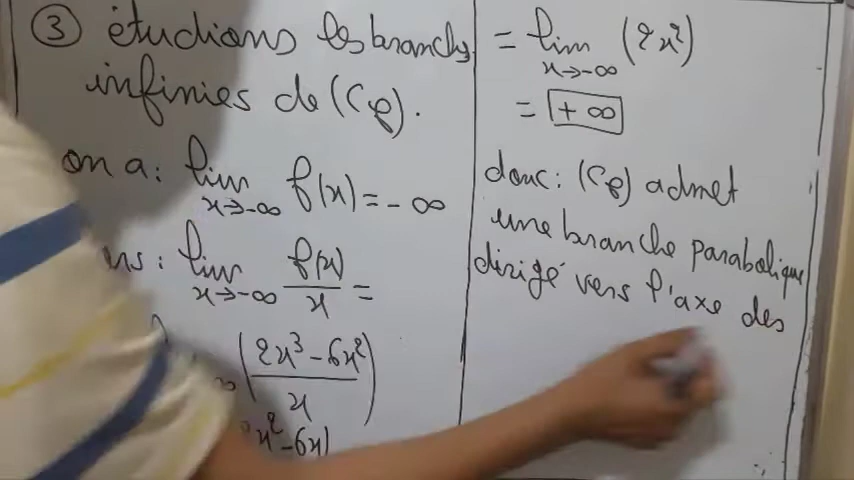 ③ étudions les branchs
infinies de (Cf).
on a: lim f(x) = - ∞
x→-∞
lim f(x)/x =
x→-∞
(2x³ - 6x²)
x
x² - 6x)
= lim (2x²)
x→-∞
= + ∞
donc: (Cf) admet
une branche parabolique
dirigé vers l'axe des